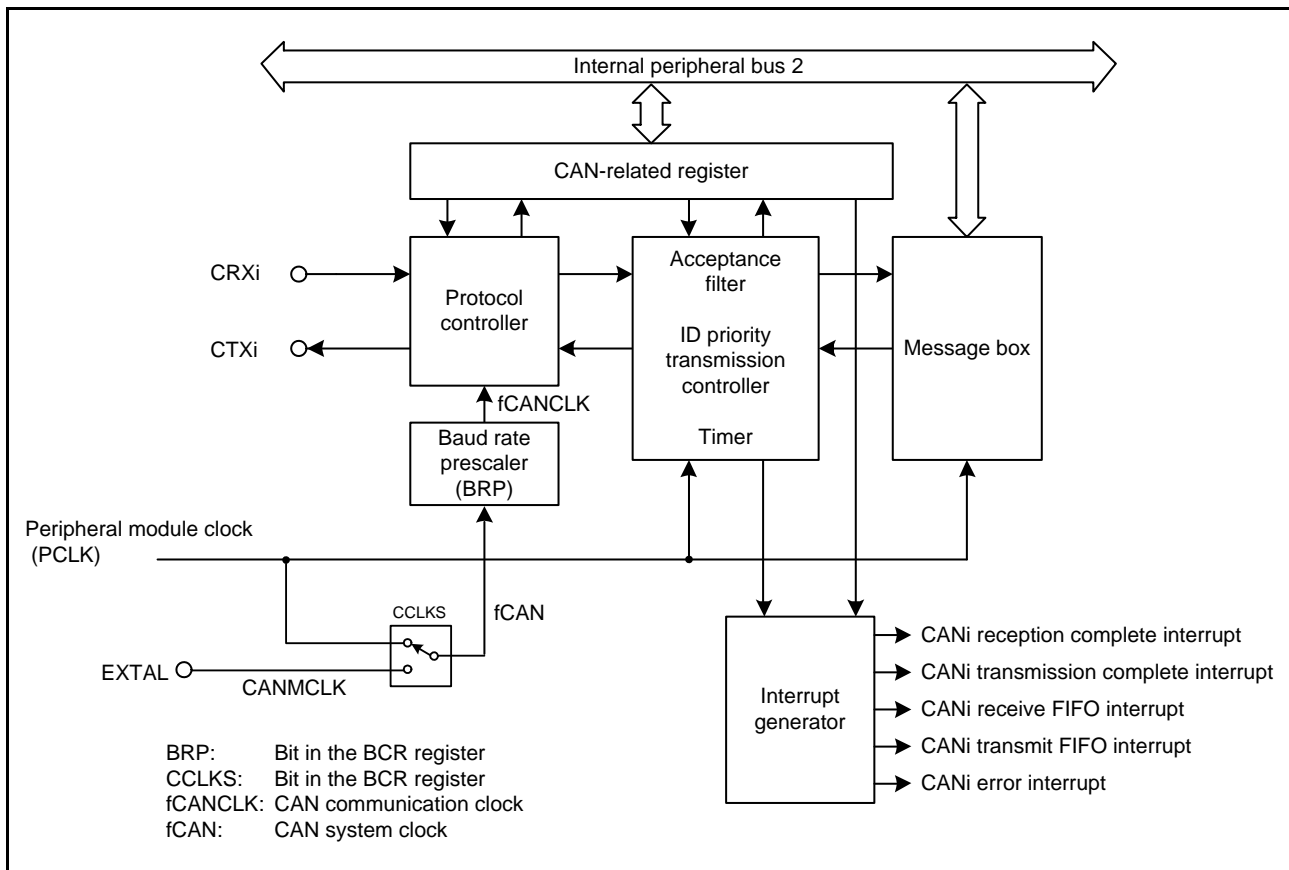 Internal peripheral bus 2
CAN-related register
CRXi
CTXi
Protocol
controller
Acceptance
filter
ID priority
transmission
controller
Timer
Message box
fCANCLK
Baud rate
prescaler
(BRP)
Peripheral module clock
(PCLK)
CCLKS
fCAN
EXTAL
CANMCLK
Interrupt
generator
CANi reception complete interrupt
CANi transmission complete interrupt
CANi receive FIFO interrupt
CANi transmit FIFO interrupt
CANi error interrupt
BRP: Bit in the BCR register
CCLKS: Bit in the BCR register
fCANCLK: CAN communication clock
fCAN: CAN system clock